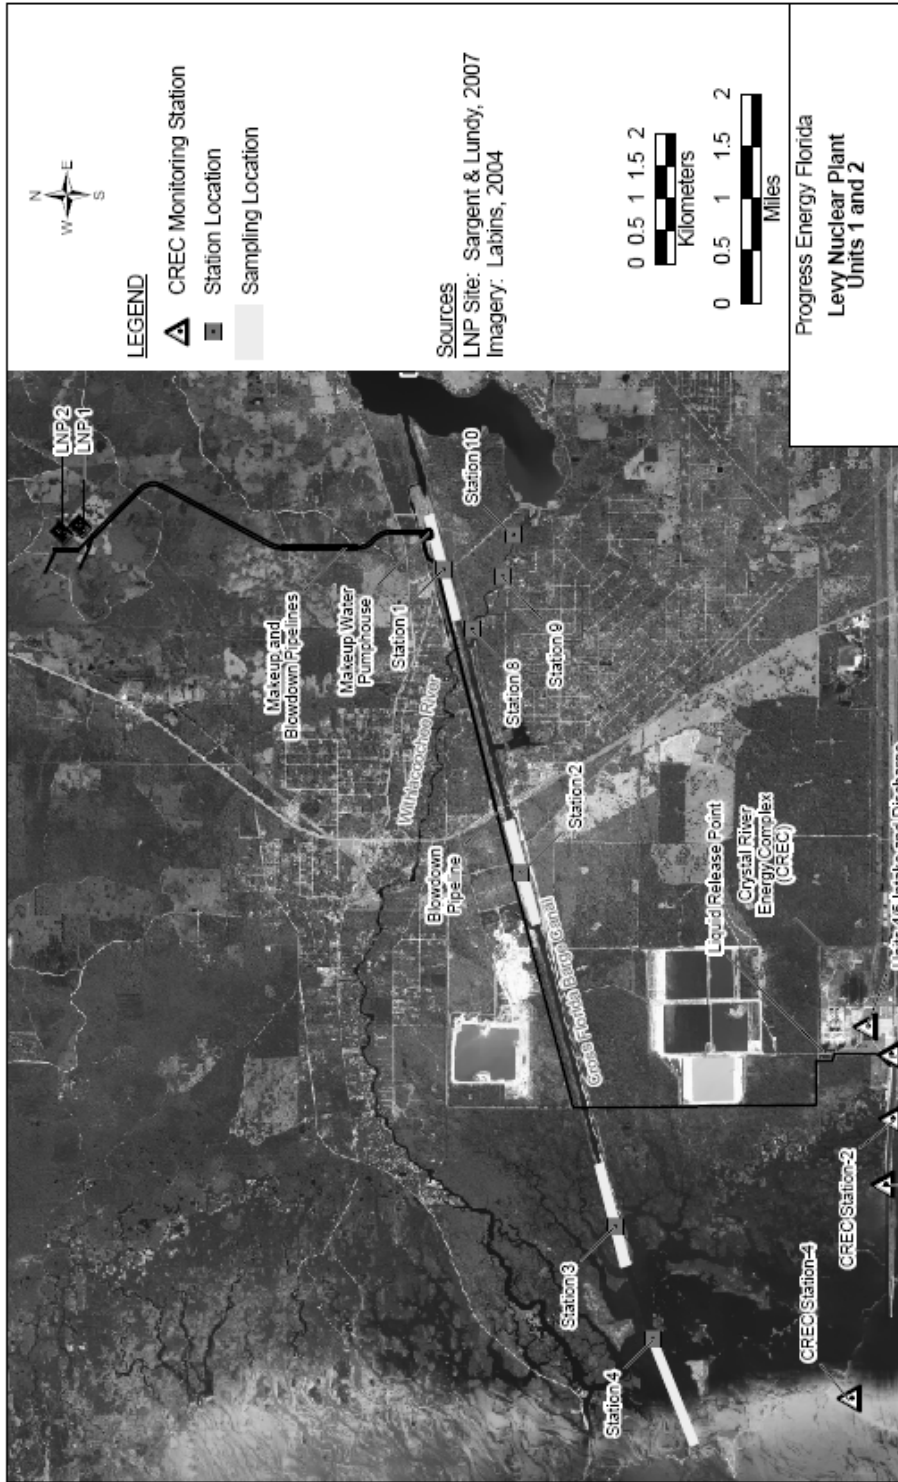 N
W
E
S
LEGEND
CREC Monitoring Station
Station Location
Sampling Location
Sources
LNP Site: Sargent & Lundy, 2007
Imagery: Labins, 2004
0 0.5 1 1.5 2
Kilometers
0 0.5 1 1.5 2
Miles
Progress Energy Florida
Levy Nuclear Plant
Units 1 and 2
LNP2
LNP1
Makeup and
Blowdown Pipelines
Makeup Water
Pumphouse
Station 1
Station 10
Withlacoochee River
Station 8
Station 9
Blowdown
Pipeline
Station 2
Cross Florida Barge Canal
Liquid Release Point
Crystal River
Energy Complex
(CREC)
Station 3
Station 4
CREC Station-4
CREC Station-2